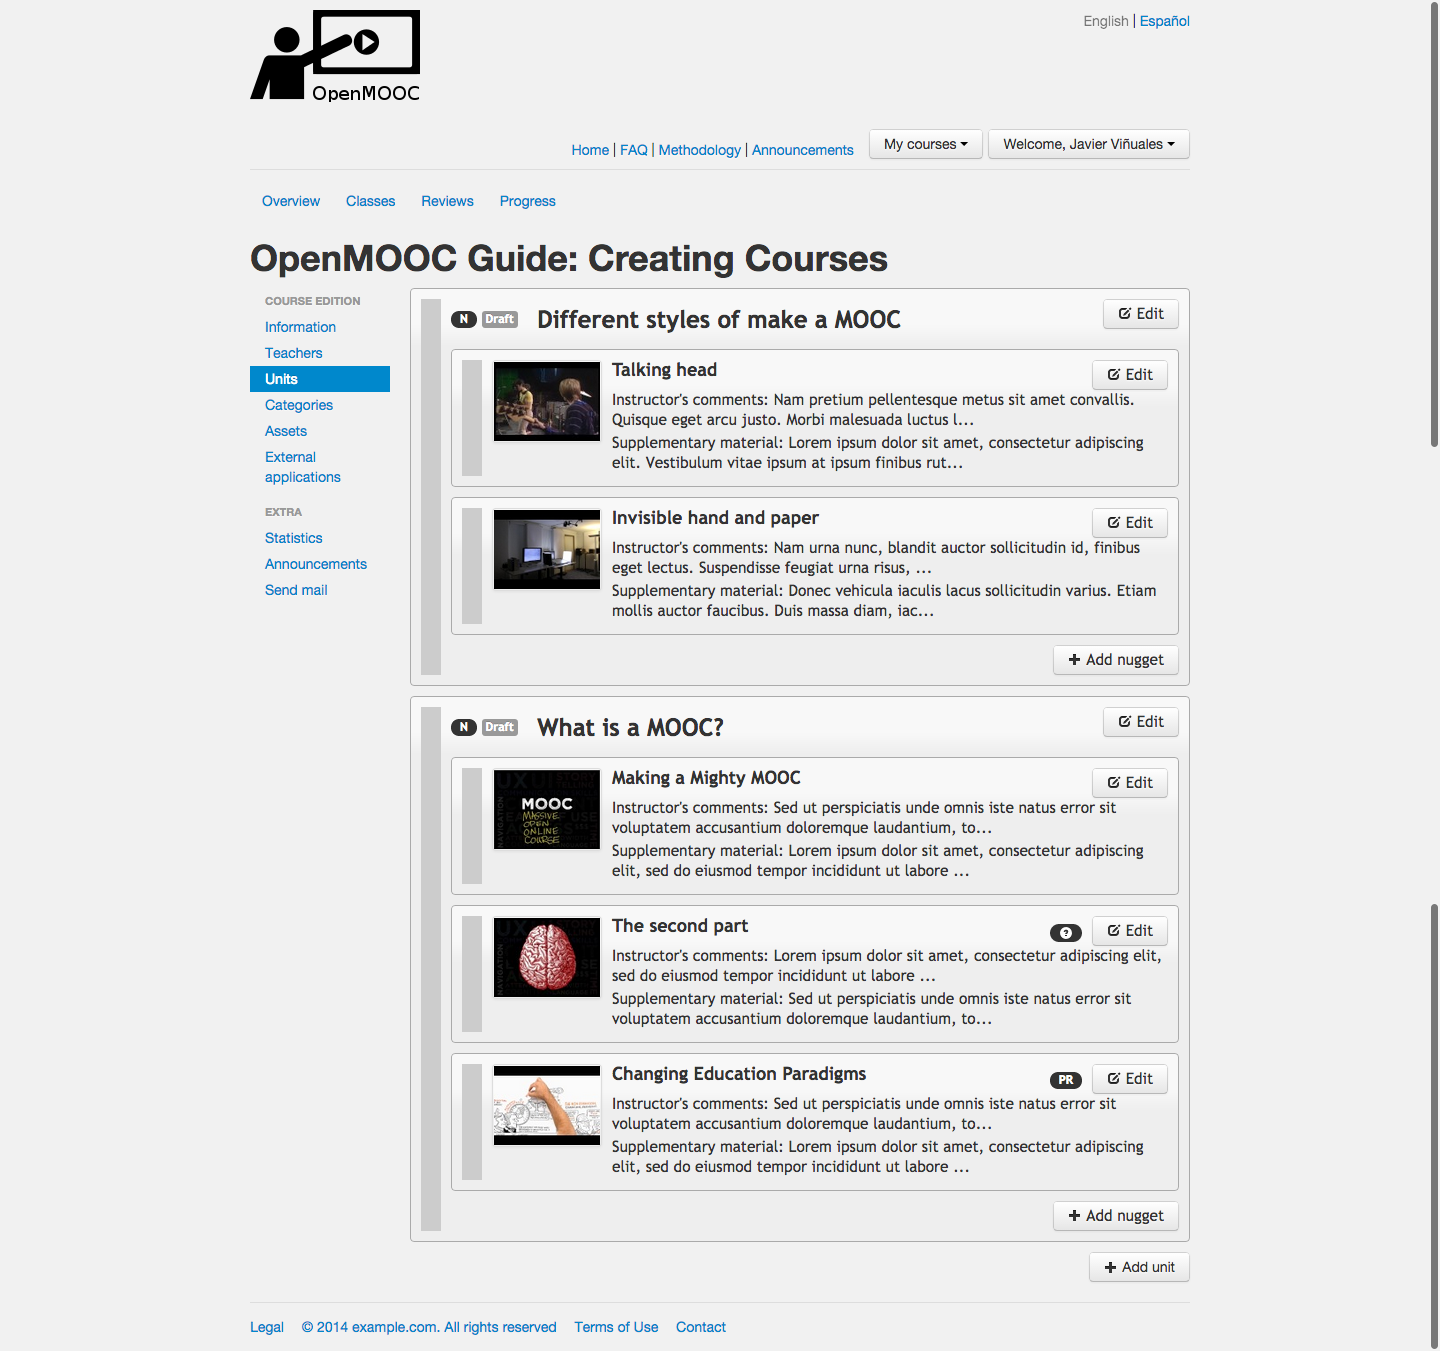 OpenMOOC
English | Español
Home | FAQ | Methodology | Announcements
My courses
Welcome, Javier Viñuales
Overview
Classes
Reviews
Progress
OpenMOOC Guide: Creating Courses
COURSE EDITION
Information
Teachers
Units
Categories
Assets
External
applications
EXTRA
Statistics
Announcements
Send mail
N Draft Different styles of make a MOOC
Edit
Talking head
Edit
Instructor's comments: Nam pretium pellentesque metus sit amet convallis.
Quisque eget arcu justo. Morbi malesuada luctus l...
Supplementary material: Lorem ipsum dolor sit amet, consectetur adipiscing
elit. Vestibulum vitae ipsum at ipsum finibus rut...
Invisible hand and paper
Edit
Instructor's comments: Nam urna nunc, blandit auctor sollicitudin id, finibus
eget lectus. Suspendisse feugiat urna risus, ...
Supplementary material: Donec vehicula iaculis lacus sollicitudin varius. Etiam
mollis auctor faucibus. Duis massa diam, iac...
Add nugget
N Draft What is a MOOC?
Edit
MOOC
MASSIVE
OPEN
ONLINE
COURSE
Making a Mighty MOOC
Edit
Instructor's comments: Sed ut perspiciatis unde omnis iste natus error sit
voluptatem accusantium doloremque laudantium, to...
Supplementary material: Lorem ipsum dolor sit amet, consectetur adipiscing
elit, sed do eiusmod tempor incididunt ut labore ...
The second part
?
Edit
Instructor's comments: Lorem ipsum dolor sit amet, consectetur adipiscing elit,
sed do eiusmod tempor incididunt ut labore ...
Supplementary material: Sed ut perspiciatis unde omnis iste natus error sit
voluptatem accusantium doloremque laudantium, to...
Changing Education Paradigms
PR
Edit
Instructor's comments: Sed ut perspiciatis unde omnis iste natus error sit
voluptatem accusantium doloremque laudantium, to...
Supplementary material: Lorem ipsum dolor sit amet, consectetur adipiscing
elit, sed do eiusmod tempor incididunt ut labore ...
Add nugget
Add unit
Legal
© 2014 example.com. All rights reserved
Terms of Use
Contact